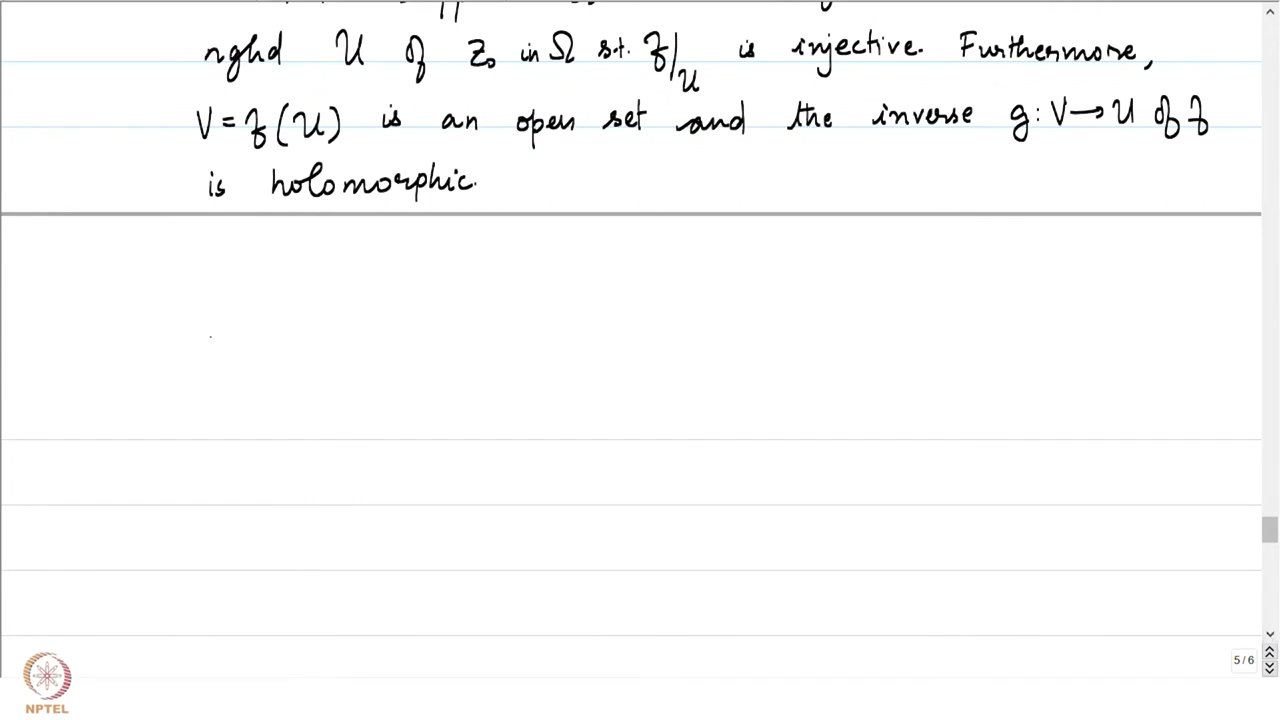 nghd U of z₀ in Ω s.t. f|_U is injective. Furthermore,
V = f(U) is an open set and the inverse g: V → U of f
is holomorphic.
5 / 6
NPTEL